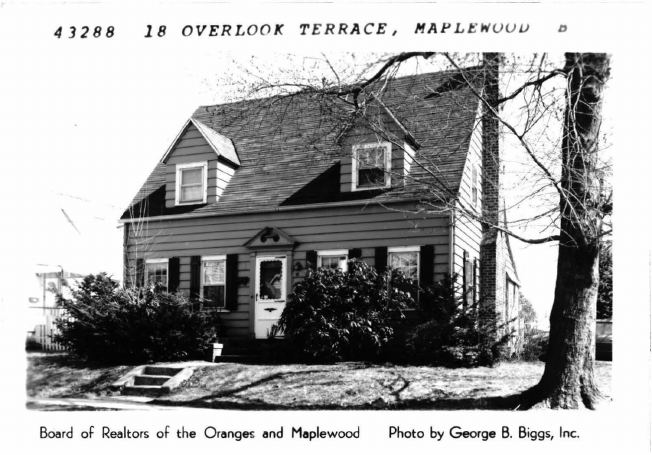 43288 18 OVERLOOK TERRACE, MAPLEWOOD B
Board of Realtors of the Oranges and Maplewood Photo by George B. Biggs, Inc.